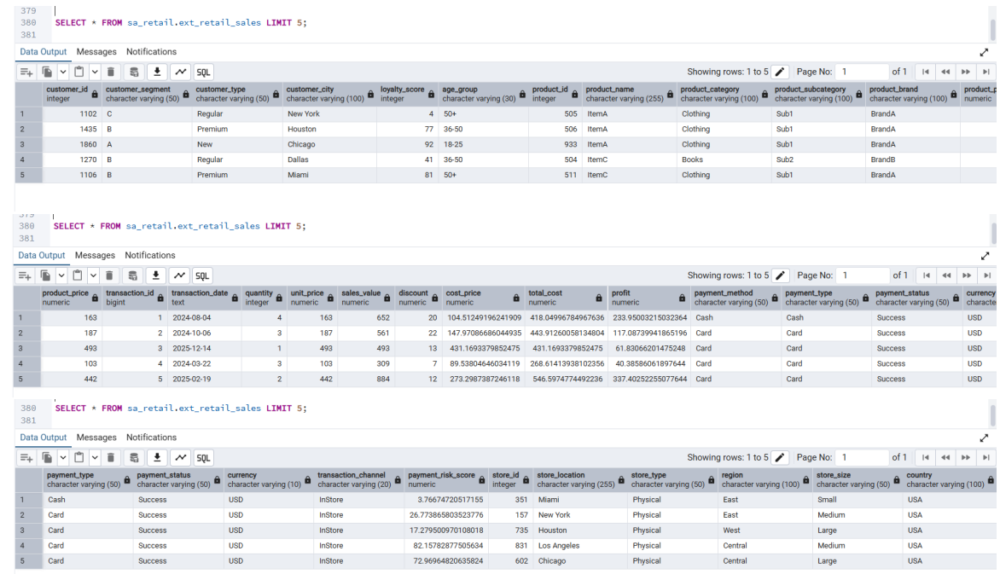 379
380 SELECT * FROM sa_retail.ext_retail_sales LIMIT 5;
381
Data Output Messages Notifications
SQL Showing rows: 1 to 5 Page No: 1 of 1
customer_id customer_segment customer_type customer_city loyalty_score age_group product_id product_name product_category product_subcategory product_brand product_p
integer character varying (50) character varying (50) character varying (100) integer character varying (30) integer character varying (255) character varying (100) character varying (100) character varying (100) numeric
1 1102 C Regular New York 4 50+ 505 ItemA Clothing Sub1 BrandA
2 1435 B Premium Houston 77 36-50 506 ItemA Clothing Sub1 BrandA
3 1860 A New Chicago 92 18-25 933 ItemA Clothing Sub1 BrandA
4 1270 B Regular Dallas 41 36-50 504 ItemC Books Sub2 BrandB
5 1106 B Premium Miami 81 50+ 511 ItemC Clothing Sub1 BrandA
379
380 SELECT * FROM sa_retail.ext_retail_sales LIMIT 5;
381
Data Output Messages Notifications
SQL Showing rows: 1 to 5 Page No: 1 of 1
product_price transaction_id transaction_date quantity unit_price sales_value discount cost_price total_cost profit payment_method payment_type payment_status currency
numeric bigint text integer numeric numeric numeric numeric numeric numeric character varying (50) character varying (50) character varying (50) characte
1 163 1 2024-08-04 4 163 652 20 104.51249196241909 418.04996784967636 233.95003215032364 Cash Cash Success USD
2 187 2 2024-10-06 3 187 561 22 147.97086686044935 443.91260058134804 117.08739941865196 Card Card Success USD
3 493 3 2025-12-14 1 493 493 13 431.1693379852475 431.1693379852475 61.83066201475248 Card Card Success USD
4 103 4 2024-03-22 3 103 309 7 89.53804646034119 268.61413938102356 40.38586061897644 Card Card Success USD
5 442 5 2025-02-19 2 442 884 12 273.2987387246118 546.5974774492236 337.40252255077644 Card Card Success USD
380 SELECT * FROM sa_retail.ext_retail_sales LIMIT 5;
381
Data Output Messages Notifications
SQL Showing rows: 1 to 5 Page No: 1 of 1
payment_type payment_status currency transaction_channel payment_risk_score store_id store_location store_type region store_size country
character varying (50) character varying (50) character varying (10) character varying (20) numeric integer character varying (255) character varying (50) character varying (100) character varying (50) character varying (100)
1 Cash Success USD InStore 3.76674720517155 351 Miami Physical East Small USA
2 Card Success USD InStore 26.773865803523776 157 New York Physical East Medium USA
3 Card Success USD InStore 17.279500970108018 735 Houston Physical West Large USA
4 Card Success USD InStore 82.15782877505634 831 Los Angeles Physical Central Medium USA
5 Card Success USD InStore 72.96964820635824 602 Chicago Physical Central Large USA